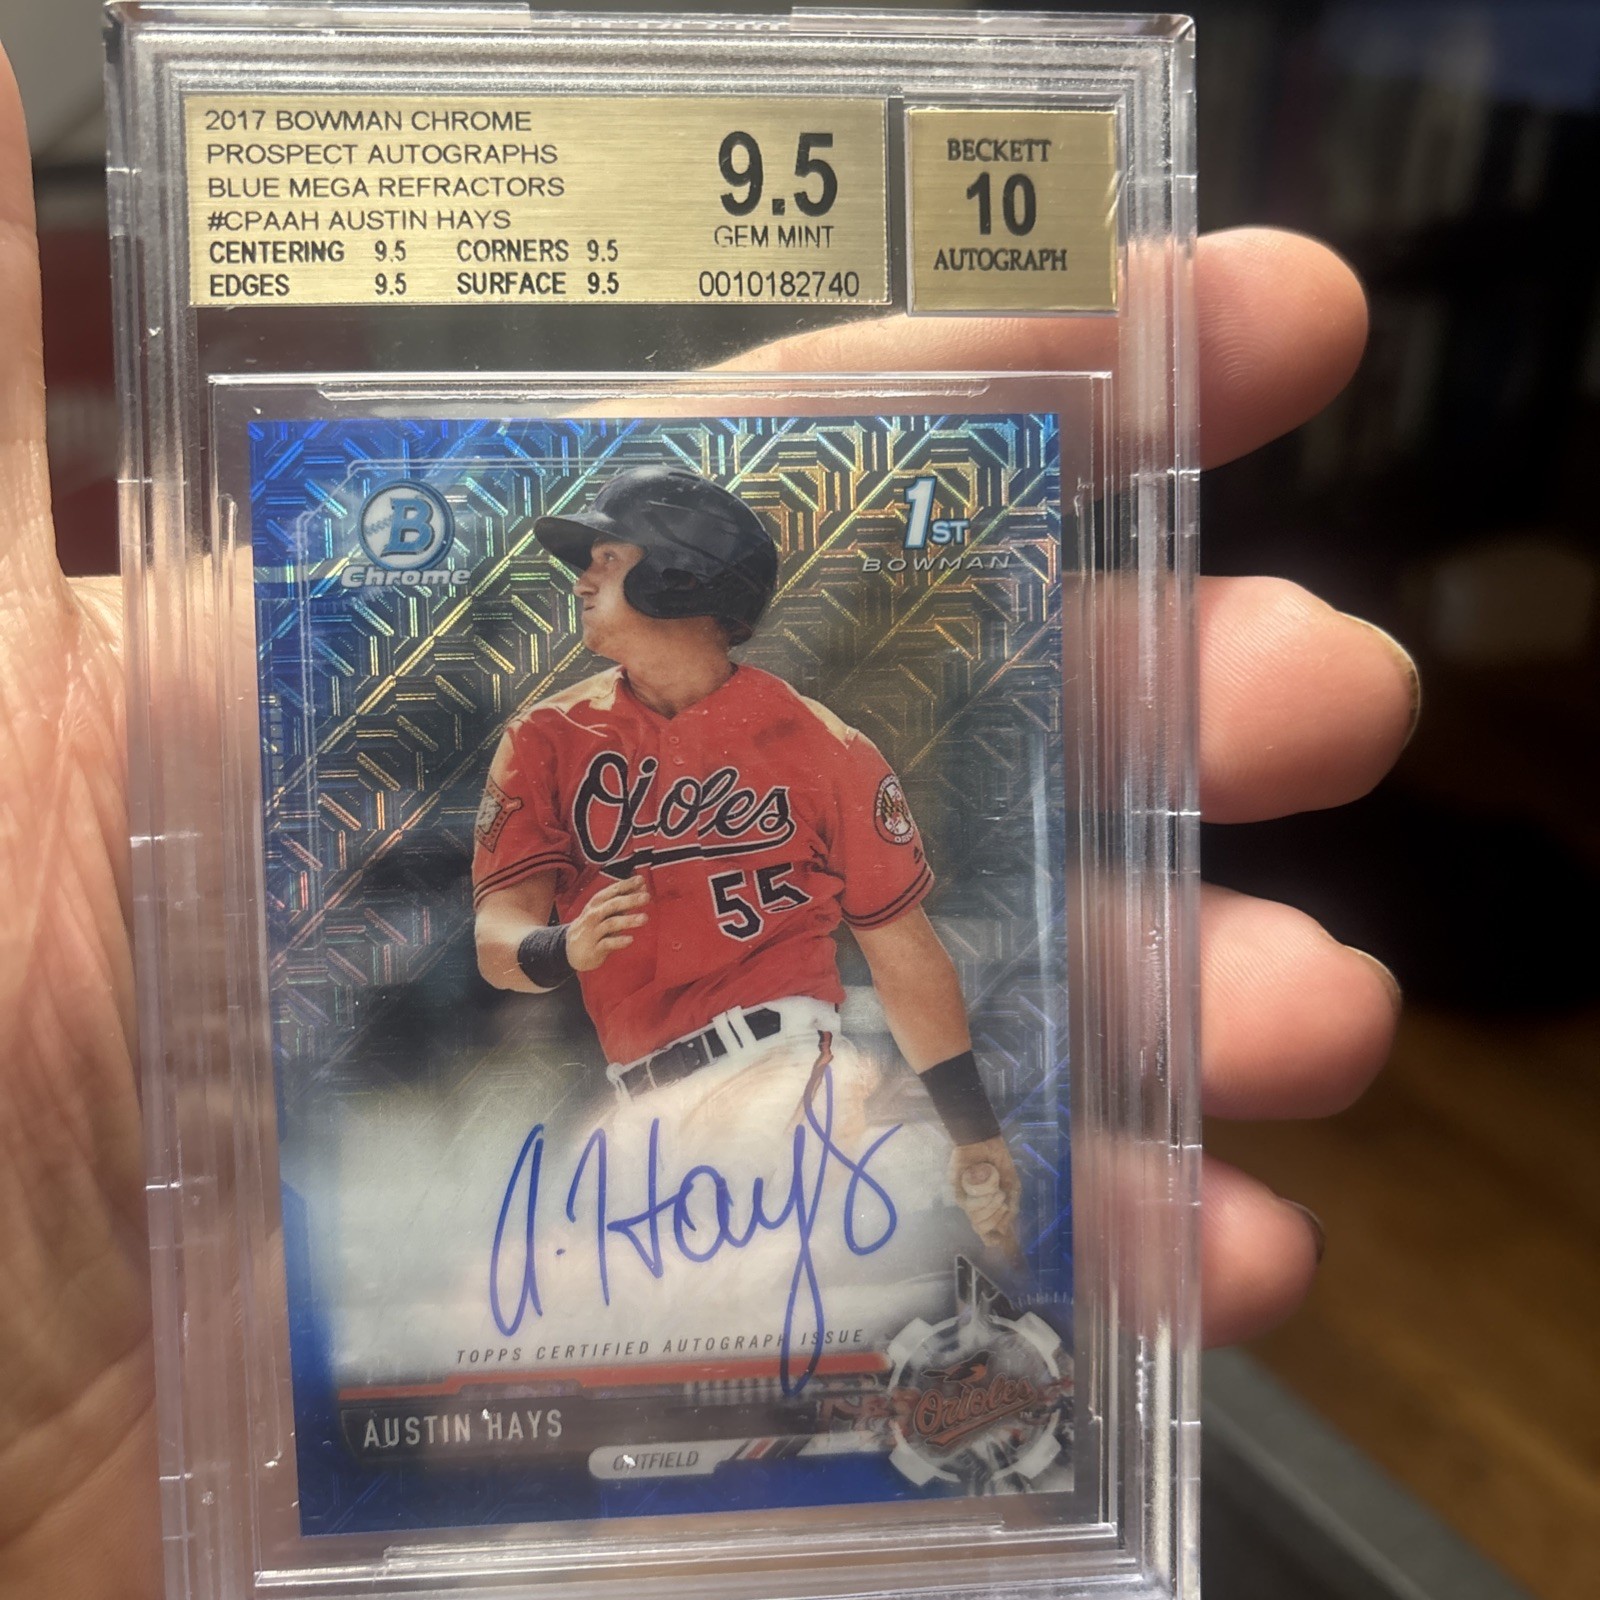 2017 BOWMAN CHROME
PROSPECT AUTOGRAPHS
BLUE MEGA REFRACTORS
#CPAAH AUSTIN HAYS
CENTERING 9.5 CORNERS 9.5
EDGES 9.5 SURFACE 9.5
9.5
GEM MINT
0010182740
BECKETT
10
AUTOGRAPH
B
Chrome
1ST
BOWMAN
Orioles
55
A. Hays
TOPPS CERTIFIED AUTOGRAPH ISSUE
AUSTIN HAYS
OUTFIELD
Orioles